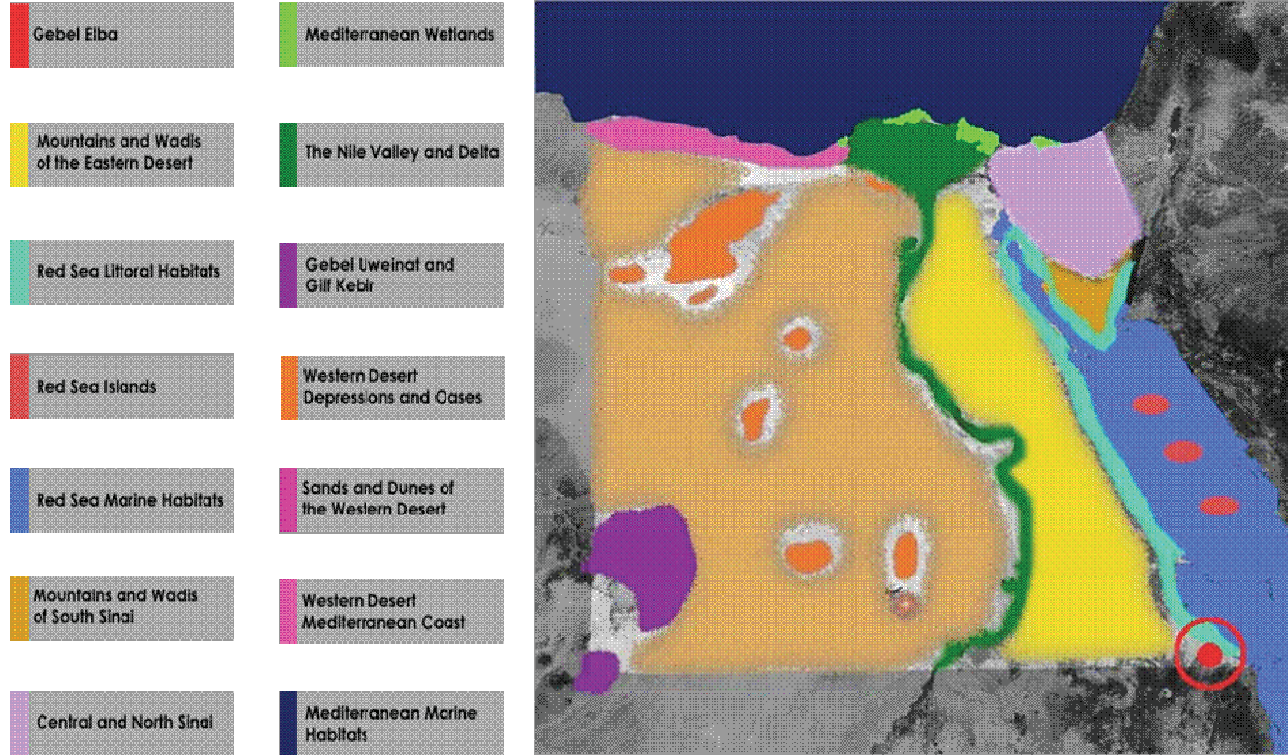 Gebel Elba
Mountains and Wadis
of the Eastern Desert
Red Sea Littoral Habitats
Red Sea Islands
Red Sea Marine Habitats
Mountains and Wadis
of South Sinai
Central and North Sinai
Mediterranean Wetlands
The Nile Valley and Delta
Gebel Uweinat and
Gilf Kebir
Western Desert
Depressions and Oases
Sands and Dunes of
the Western Desert
Western Desert
Mediterranean Coast
Mediterranean Marine
Habitats